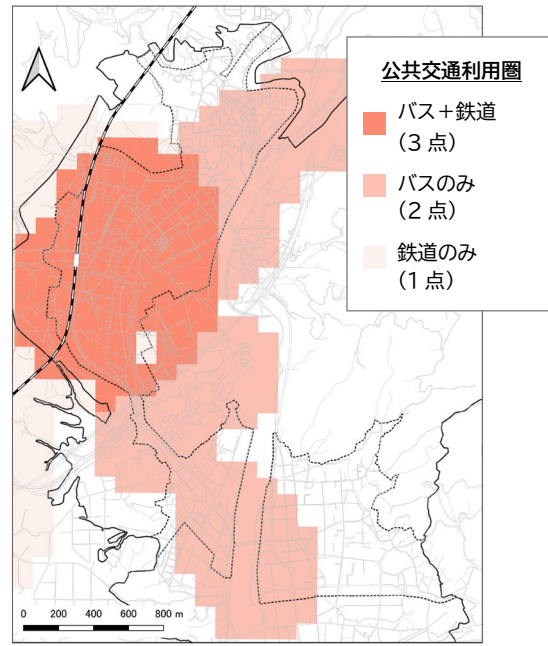 公共交通利用圏
バス+鉄道
(3 点)
バスのみ
(2 点)
鉄道のみ
(1 点)
0 200 400 600 800 m